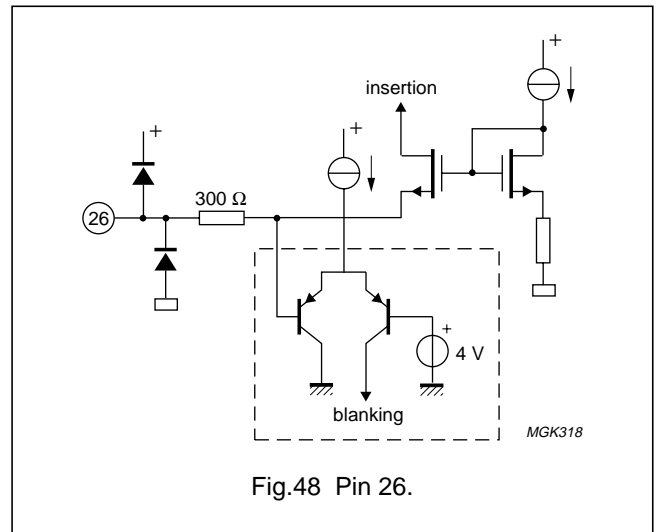 +
insertion
+
+
300 Ω
26
+
4 V
blanking
MGK318
Fig.48 Pin 26.